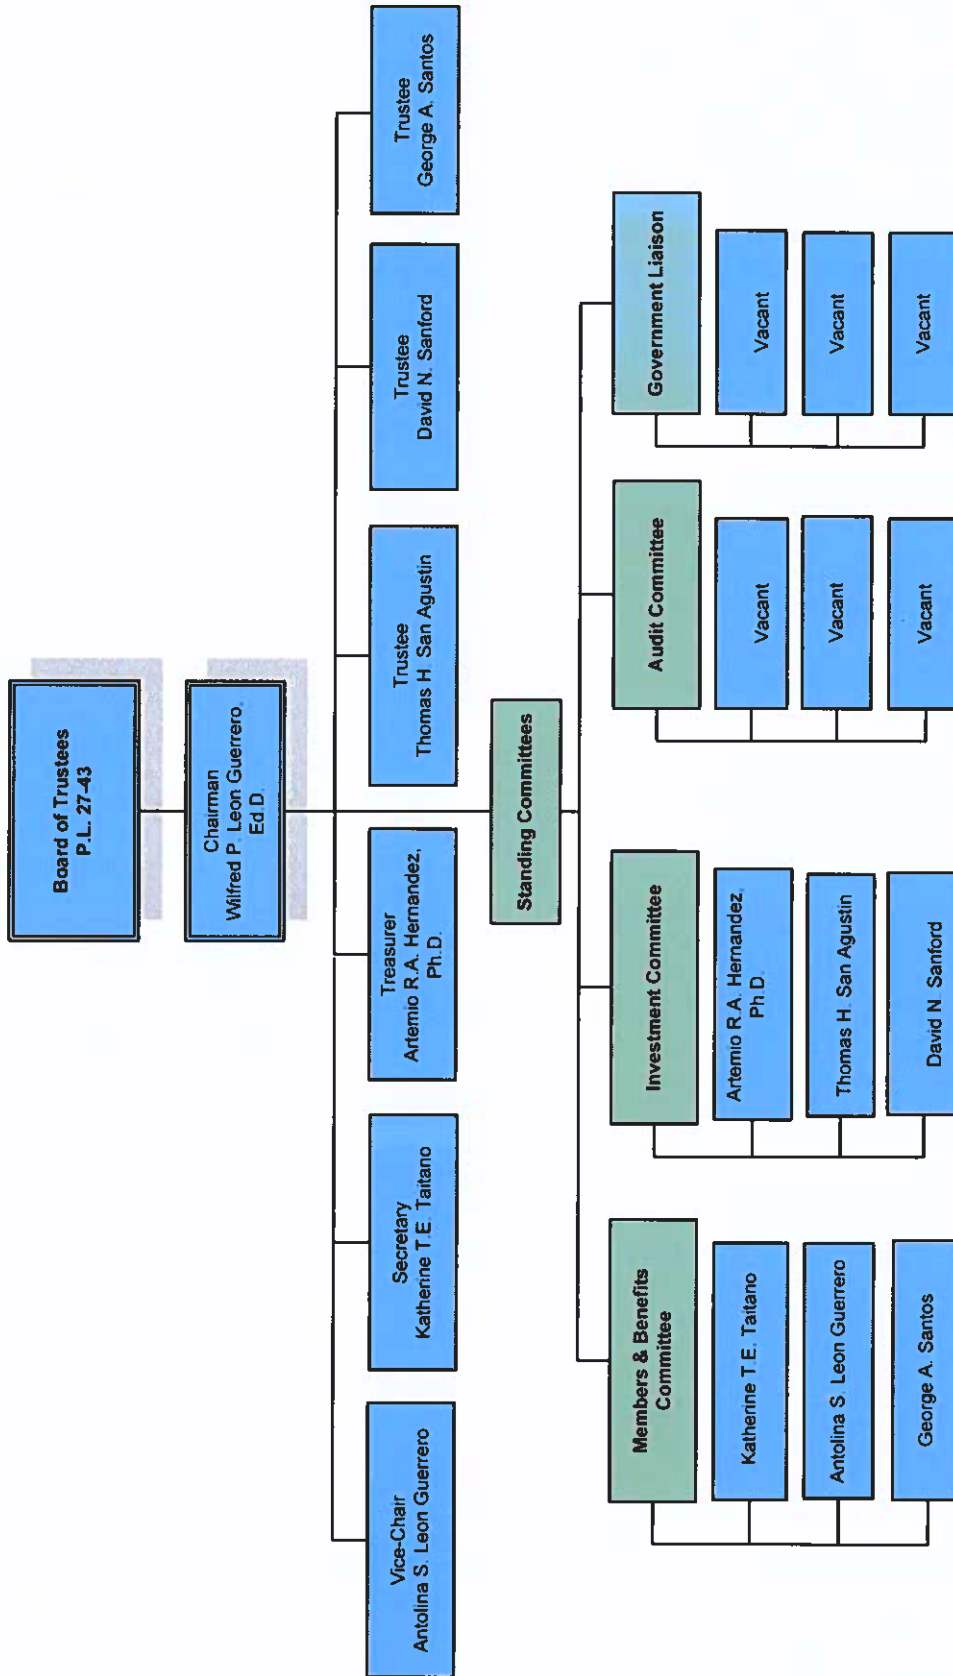 Board of Trustees
P.L. 27-43
Chairman
Wilfred P. Leon Guerrero,
Ed.D.
Vice-Chair
Antolina S. Leon Guerrero
Secretary
Katherine T.E. Taitano
Treasurer
Artemio R.A. Hernandez,
Ph.D.
Trustee
Thomas H. San Agustin
Trustee
David N. Sanford
Trustee
George A. Santos
Standing Committees
Members & Benefits
Committee
Katherine T.E. Taitano
Antolina S. Leon Guerrero
George A. Santos
Investment Committee
Artemio R.A. Hernandez,
Ph.D.
Thomas H. San Agustin
David N. Sanford
Audit Committee
Vacant
Vacant
Vacant
Government Liaison
Vacant
Vacant
Vacant